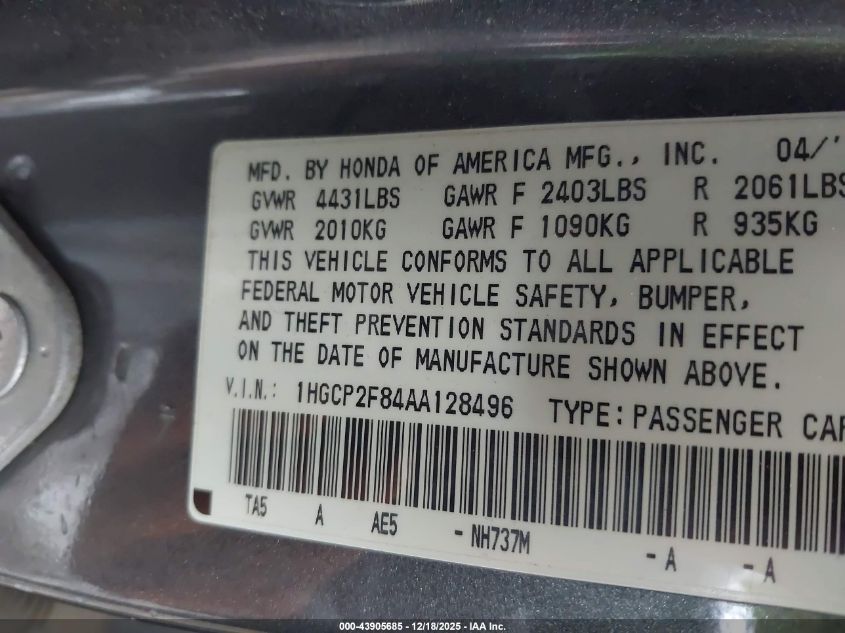 MFD. BY HONDA OF AMERICA MFG., INC. 04/'
GVWR 4431LBS GAWR F 2403LBS R 2061LBS
GVWR 2010KG GAWR F 1090KG R 935KG
THIS VEHICLE CONFORMS TO ALL APPLICABLE
FEDERAL MOTOR VEHICLE SAFETY, BUMPER,
AND THEFT PREVENTION STANDARDS IN EFFECT
ON THE DATE OF MANUFACTURE SHOWN ABOVE.
V.I.N.: 1HGCP2F84AA128496 TYPE:PASSENGER CAR
TA5 A AE5 - NH737M - A - A
000-43905685 - 12/18/2025 - IAA Inc.